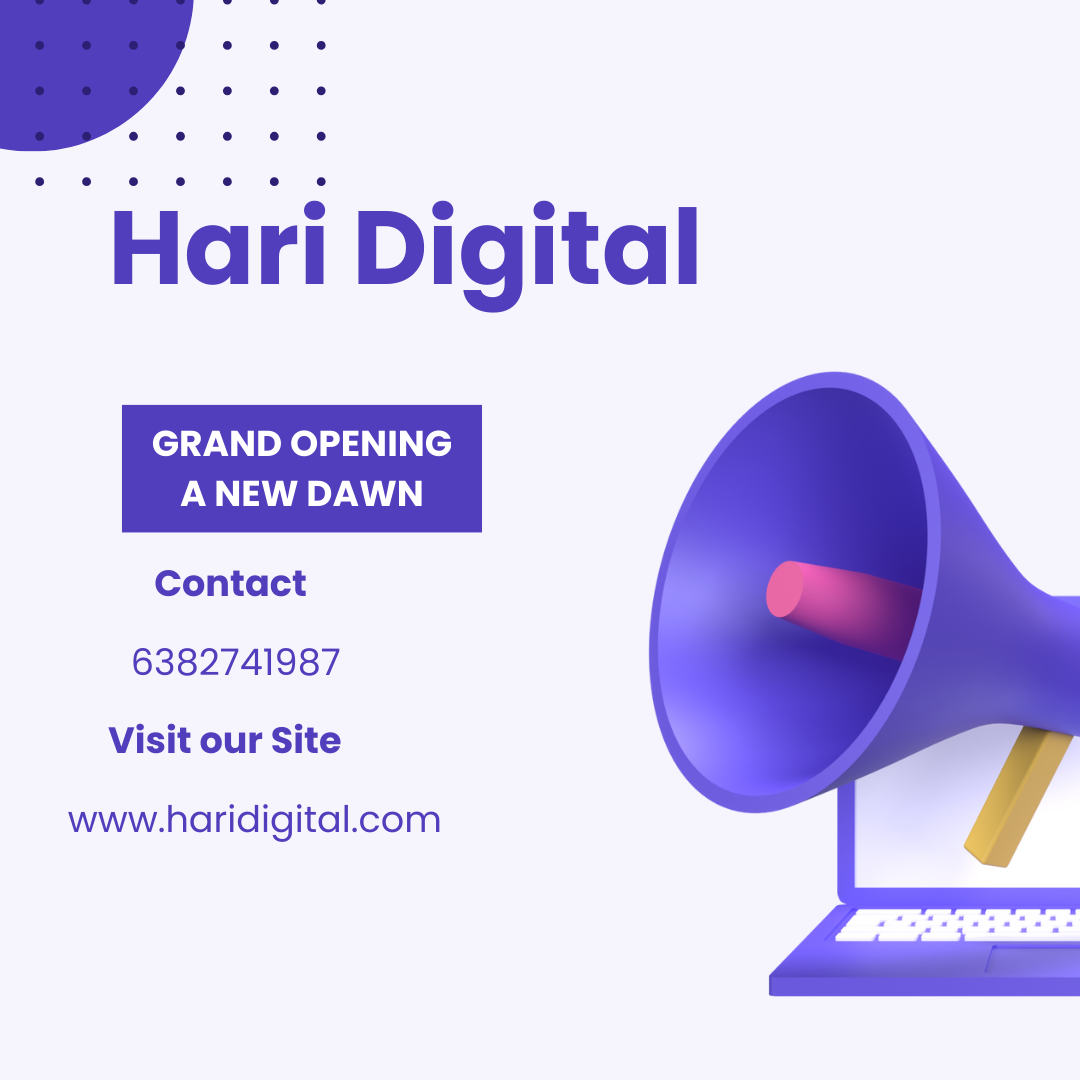 Hari Digital
GRAND OPENING
A NEW DAWN
Contact
6382741987
Visit our Site
www.haridigital.com